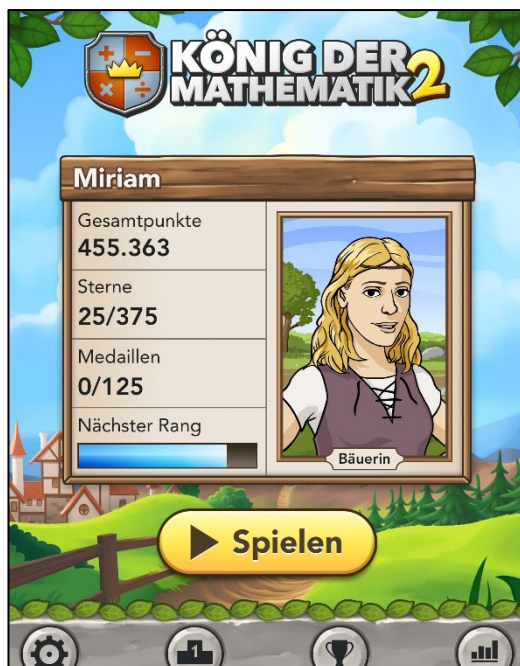 KÖNIG DER
MATHEMATIK 2
Miriam
Gesamtpunkte
455.363
Sterne
25/375
Medaillen
0/125
Nächster Rang
Bäuerin
Spielen
1